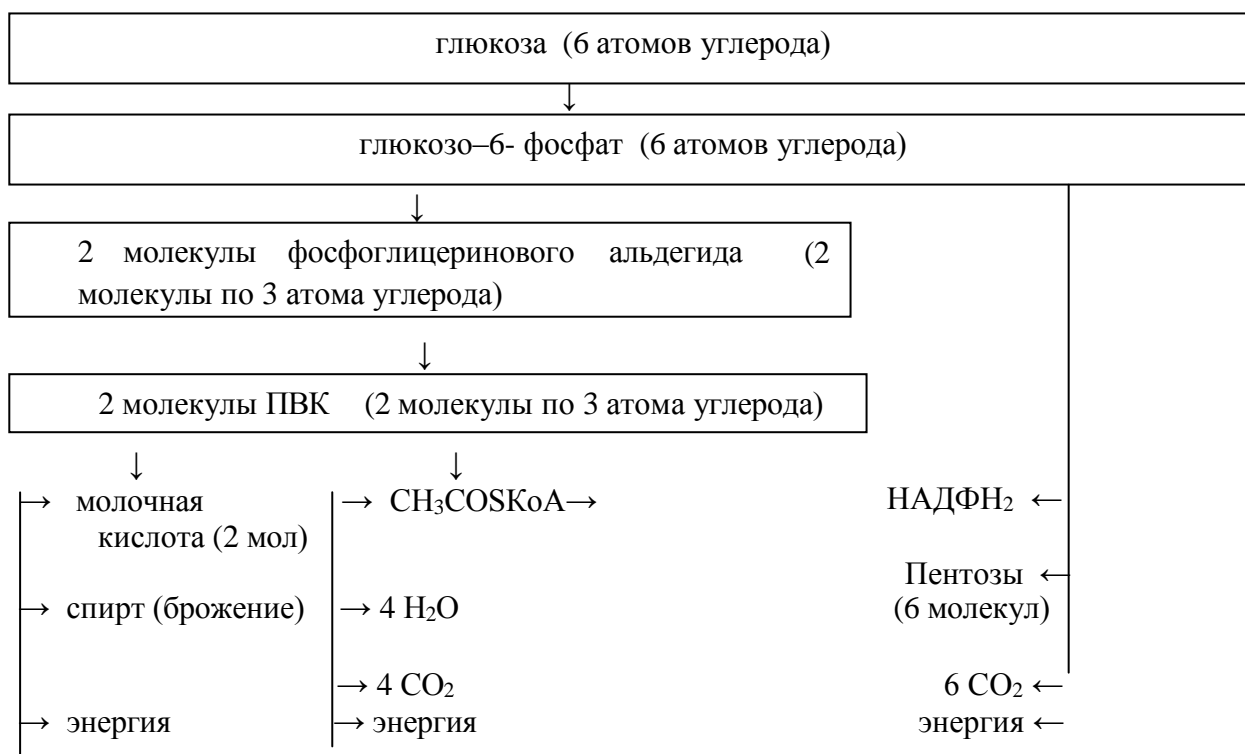 глюкоза (6 атомов углерода)
↓
глюкозо–6- фосфат (6 атомов углерода)
↓
2 молекулы фосфоглицеринового альдегида (2
молекулы по 3 атома углерода)
↓
2 молекулы ПВК (2 молекулы по 3 атома углерода)
↓ ↓
→ молочная → CH₃COSКоА→ НАДФН₂ ←
кислота (2 мол)
Пентозы ←
→ спирт (брожение) → 4 H₂O (6 молекул)
→ 4 CO₂ 6 CO₂ ←
→ энергия → энергия энергия ←